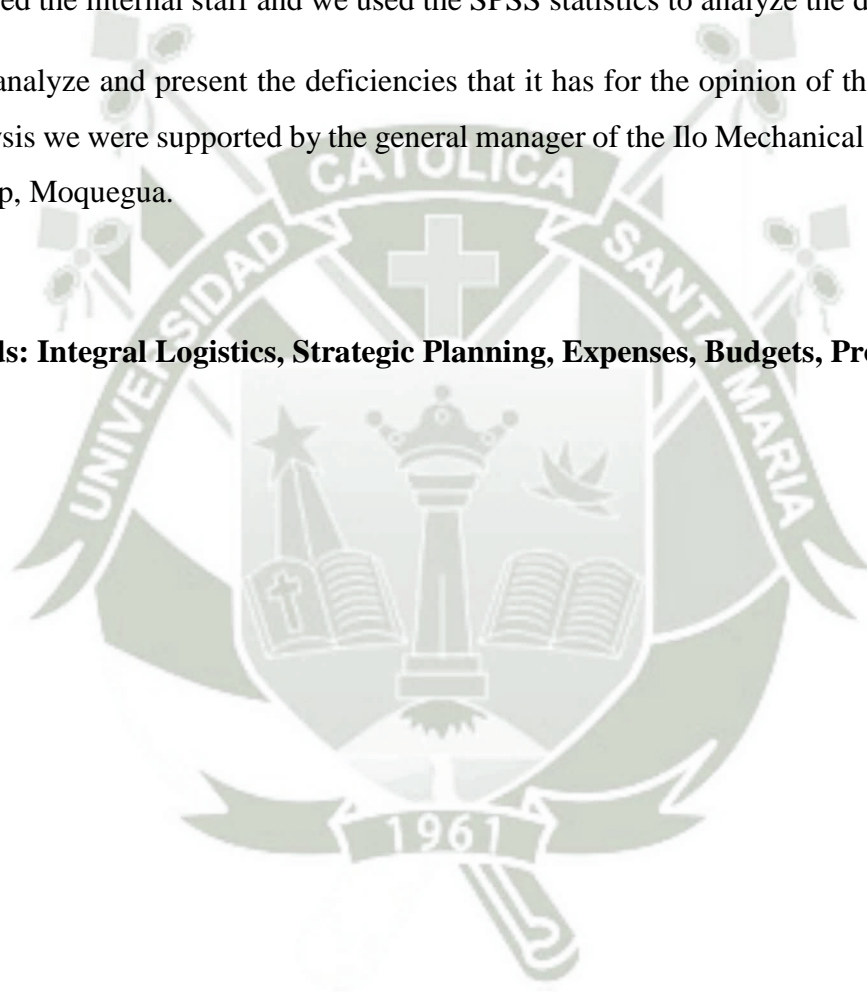 ed the internal staff and we used the SPSS statistics to analyze the d
analyze and present the deficiencies that it has for the opinion of th
ysis we were supported by the general manager of the Ilo Mechanical
p, Moquegua.
ds: Integral Logistics, Strategic Planning, Expenses, Budgets, Pr
UNIVERSIDAD CATOLICA SANTA MARIA
1961